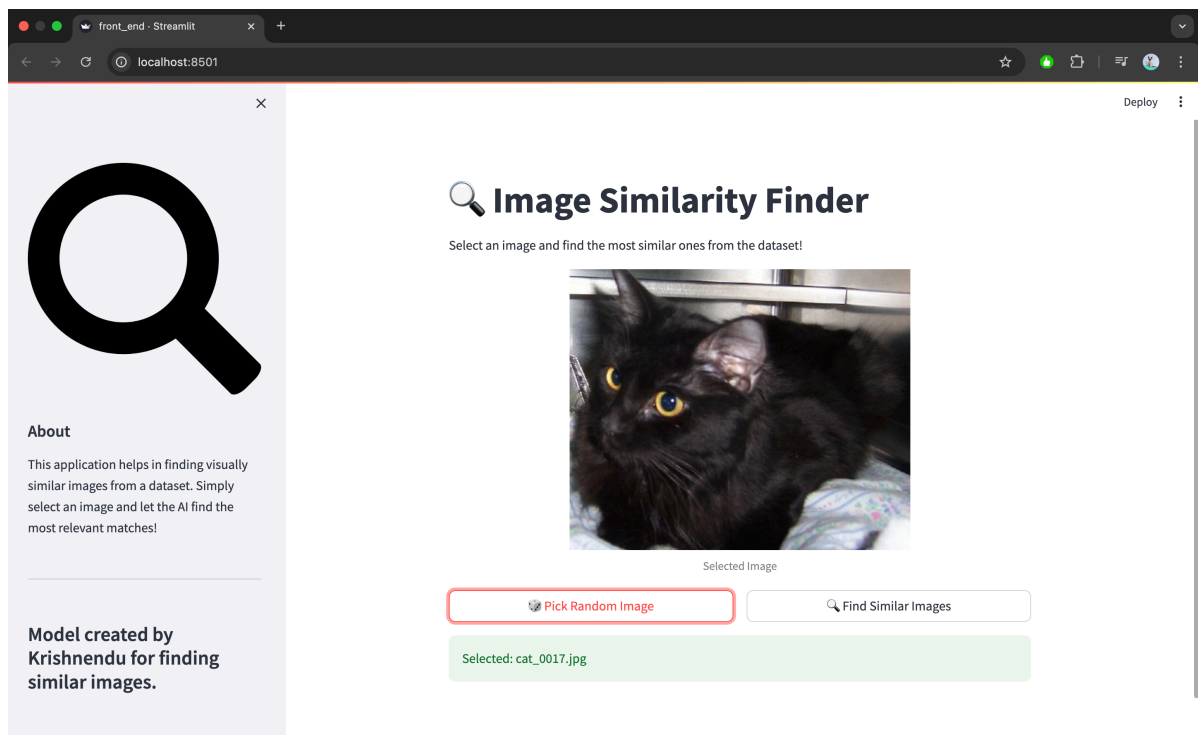 front_end · Streamlit
localhost:8501
Deploy
About
This application helps in finding visually
similar images from a dataset. Simply
select an image and let the AI find the
most relevant matches!
Model created by
Krishnendu for finding
similar images.
Image Similarity Finder
Select an image and find the most similar ones from the dataset!
Selected Image
Pick Random Image
Find Similar Images
Selected: cat_0017.jpg